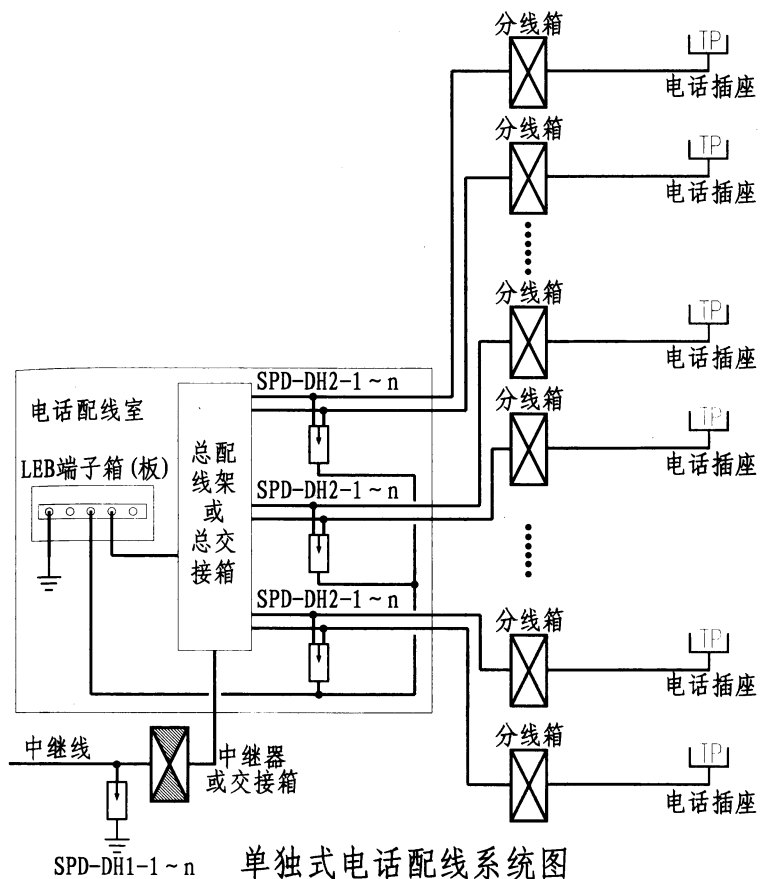 分线箱
TP
电话插座
分线箱
TP
电话插座
分线箱
TP
电话插座
SPD-DH2-1~n
电话配线室
分线箱
TP
电话插座
LEB端子箱(板)
总配
线架
或
总交
接箱
SPD-DH2-1~n
SPD-DH2-1~n
分线箱
TP
电话插座
中继线
中继器
或交接箱
分线箱
TP
电话插座
SPD-DH1-1~n
单独式电话配线系统图